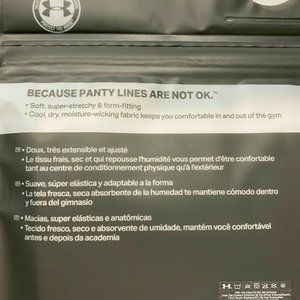 BECAUSE PANTY LINES ARE NOT OK.™
• Soft, super-stretchy & form-fitting
• Cool, dry, moisture-wicking fabric keeps you comfortable in and out of the gym
• Doux, très extensible et ajusté
Le tissu frais, sec et qui repousse l'humidité vous permet d'être confortable
tant au centre de conditionnement physique qu'à l'extérieur
• Suave, súper elástica y adaptable a la forma
• La tela fresca, seca absorbente de la humedad te mantiene cómodo dentro
y fuera del gimnasio
• Macias, super elásticas e anatômicas
• Tecido fresco, seco e absorvente de umidade, mantém você confortável
antes e depois da academia